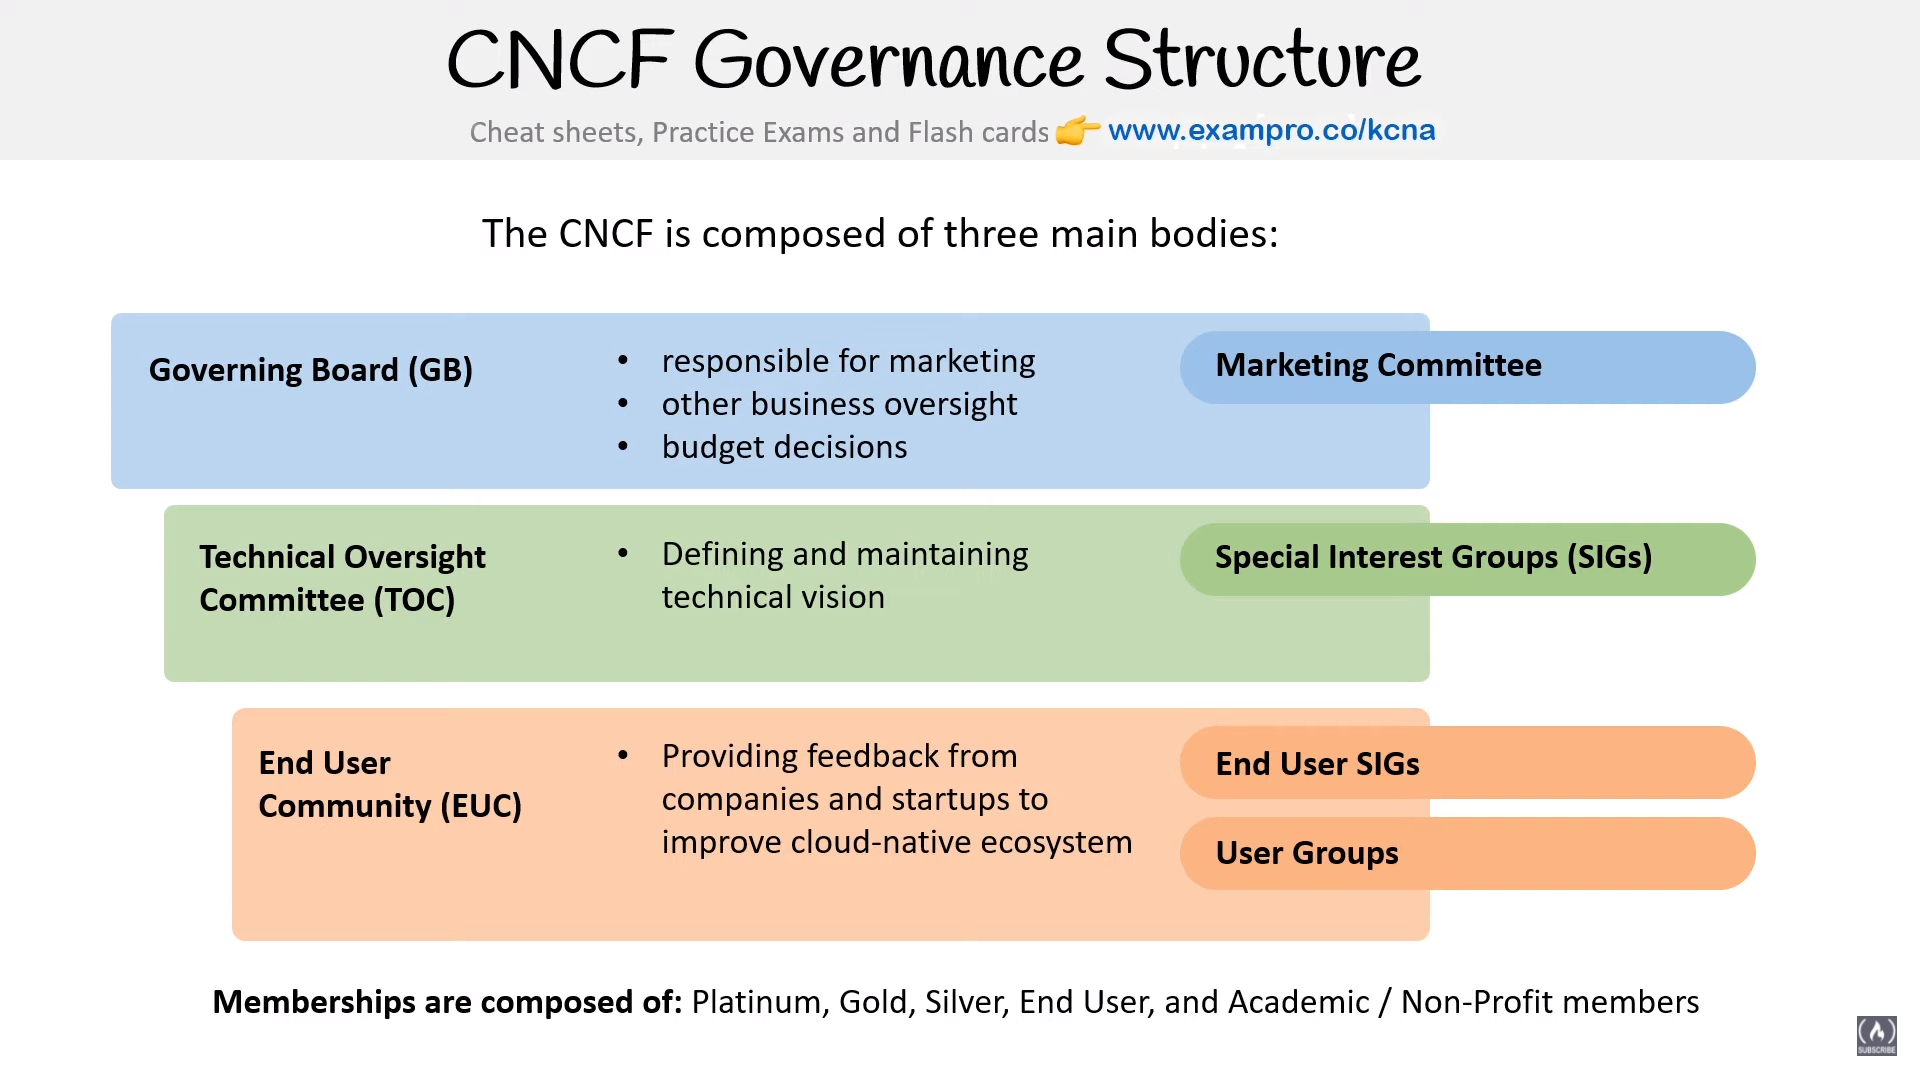 CNCF Governance Structure
Cheat sheets, Practice Exams and Flash cards 👉 www.exampro.co/kcna
The CNCF is composed of three main bodies:
Governing Board (GB)
• responsible for marketing
• other business oversight
• budget decisions
Marketing Committee
Technical Oversight
Committee (TOC)
• Defining and maintaining
technical vision
Special Interest Groups (SIGs)
End User
Community (EUC)
• Providing feedback from
companies and startups to
improve cloud-native ecosystem
End User SIGs
User Groups
Memberships are composed of: Platinum, Gold, Silver, End User, and Academic / Non-Profit members
SUBSCRIBE